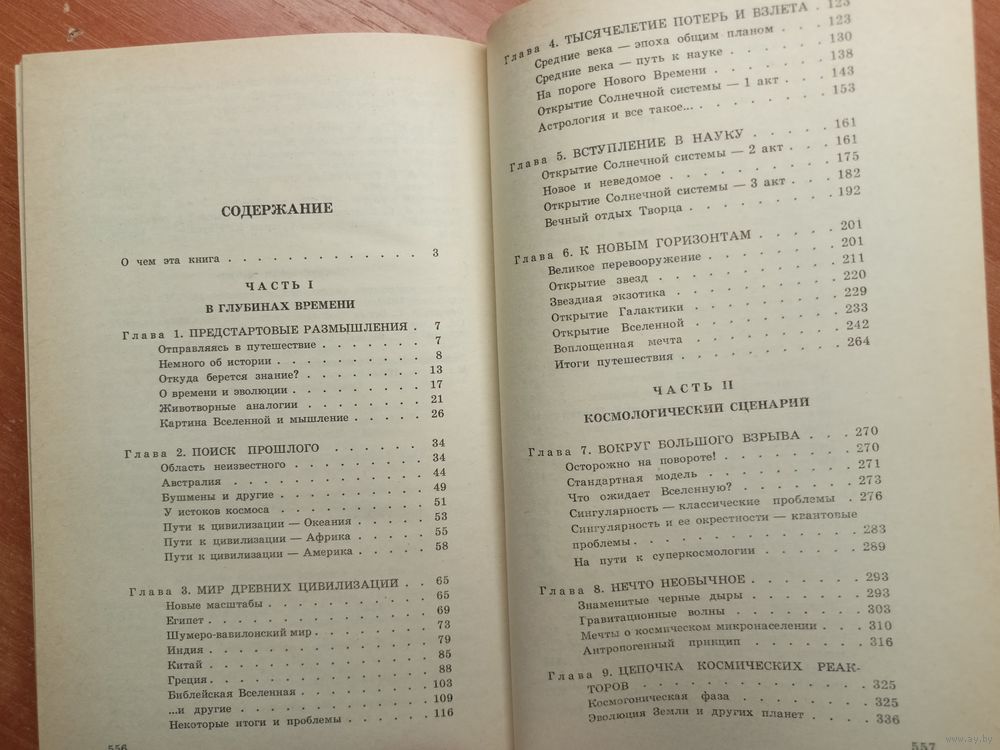 СОДЕРЖАНИЕ
О чем эта книга . . . . . . . . . . . . . 3
ЧАСТЬ I
В ГЛУБИНАХ ВРЕМЕНИ
Глава 1. ПРЕДСТАРТОВЫЕ РАЗМЫШЛЕНИЯ . 7
Отправляясь в путешествие . . . . . . . 7
Немного об истории . . . . . . . . . 8
Откуда берется знание? . . . . . . . . 13
О времени и эволюции . . . . . . . . 17
Животворные аналогии . . . . . . . . 21
Картина Вселенной и мышление . . . . . 26
Глава 2. ПОИСК ПРОШЛОГО . . . . . . . 34
Область неизвестного . . . . . . . . 34
Австралия . . . . . . . . . . . . 44
Бушмены и другие . . . . . . . . . 49
У истоков космоса . . . . . . . . . 51
Пути к цивилизации — Океания . . . . . 53
Пути к цивилизации — Африка . . . . . 55
Пути к цивилизации — Америка . . . . . 58
Глава 3. МИР ДРЕВНИХ ЦИВИЛИЗАЦИЙ . . 65
Новые масштабы . . . . . . . . . . 65
Египет . . . . . . . . . . . . . 69
Шумеро-вавилонский мир . . . . . . . 73
Индия . . . . . . . . . . . . . 79
Китай . . . . . . . . . . . . . 85
Греция . . . . . . . . . . . . . 88
Библейская Вселенная . . . . . . . . 103
...и другие . . . . . . . . . . . . 109
Некоторые итоги и проблемы . . . . . . 116
556
Глава 4. ТЫСЯЧЕЛЕТИЕ ПОТЕРЬ И ВЗЛЕТА . 123
Средние века — эпоха общим планом . . . 123
Средние века — путь к науке . . . . . 130
На пороге Нового Времени . . . . . . 138
Открытие Солнечной системы — 1 акт . . . 143
Астрология и все такое... . . . . . . . 153
Глава 5. ВСТУПЛЕНИЕ В НАУКУ . . . . . 161
Открытие Солнечной системы — 2 акт . . . 161
Новое и неведомое . . . . . . . . . 175
Открытие Солнечной системы — 3 акт . . . 182
Вечный отдых Творца . . . . . . . . 192
Глава 6. К НОВЫМ ГОРИЗОНТАМ . . . . . 201
Великое перевооружение . . . . . . . 201
Открытие звезд . . . . . . . . . . 211
Звездная экзотика . . . . . . . . . 220
Открытие Галактики . . . . . . . . 229
Открытие Вселенной . . . . . . . . 233
Воплощенная мечта . . . . . . . . . 242
Итоги путешествия . . . . . . . . . 264
ЧАСТЬ II
КОСМОЛОГИЧЕСКИЙ СЦЕНАРИЙ
Глава 7. ВОКРУГ БОЛЬШОГО ВЗРЫВА . . . 270
Осторожно на повороте! . . . . . . . 270
Стандартная модель . . . . . . . . 271
Что ожидает Вселенную? . . . . . . . 273
Сингулярность — классические проблемы . 276
Сингулярность и ее окрестности — квантовые
проблемы . . . . . . . . . . . . 283
На пути к суперкосмологии . . . . . . 289
Глава 8. НЕЧТО НЕОБЫЧНОЕ . . . . . . 293
Знаменитые черные дыры . . . . . . . 293
Гравитационные волны . . . . . . . . 303
Мечты о космическом микронаселении . . . 310
Антропогенный принцип . . . . . . . 316
Глава 9. ЦЕПОЧКА КОСМИЧЕСКИХ РЕАК-
ТОРОВ . . . . . . . . . . . . 325
Космогоническая фаза . . . . . . . . 325
Эволюция Земли и других планет . . . . 336
557
www.ay.by